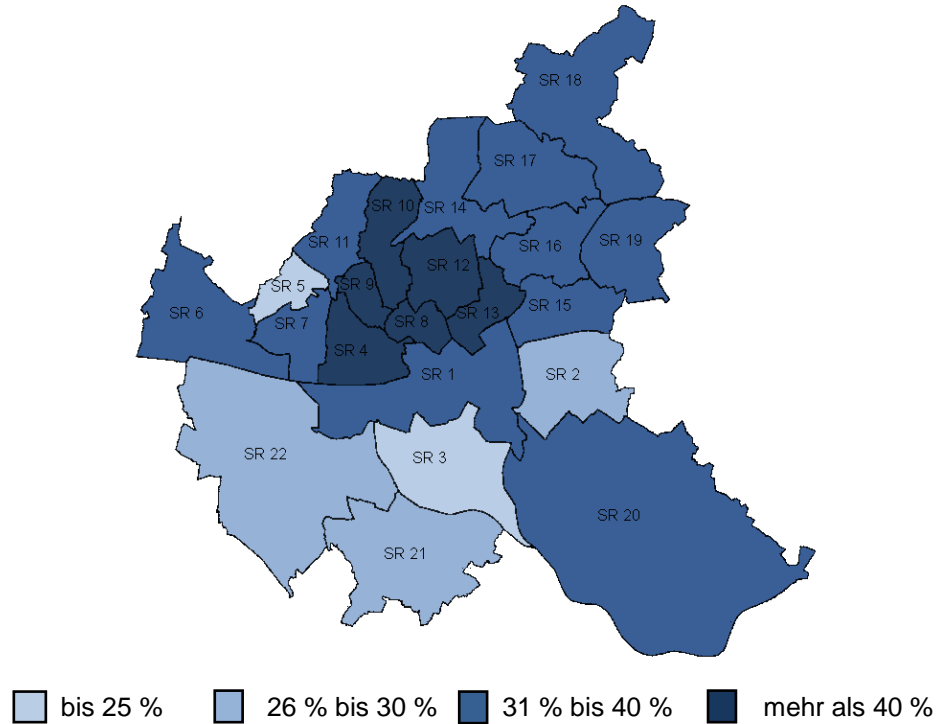 SR 18
SR 17
SR 10
SR 14
SR 11
SR 16
SR 19
SR 12
SR 5
SR 9
SR 6
SR 7
SR 8
SR 13
SR 15
SR 4
SR 1
SR 2
SR 22
SR 3
SR 20
SR 21
bis 25 % 26 % bis 30 % 31 % bis 40 % mehr als 40 %